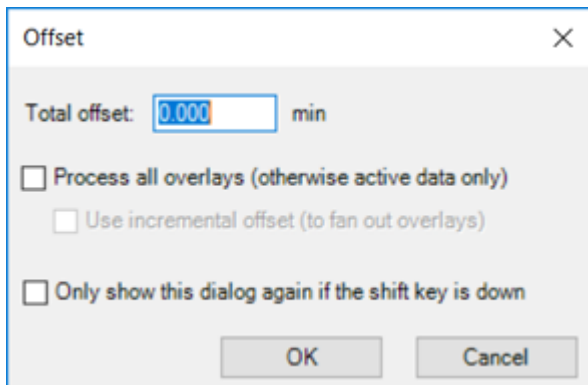 Offset
Total offset: 0.000 min
Process all overlays (otherwise active data only)
Use incremental offset (to fan out overlays)
Only show this dialog again if the shift key is down
OK Cancel